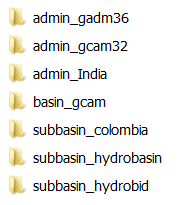 admin_gadm36
admin_gcam32
admin_India
basin_gcam
subbasin_colombia
subbasin_hydrobasin
subbasin_hydrobid